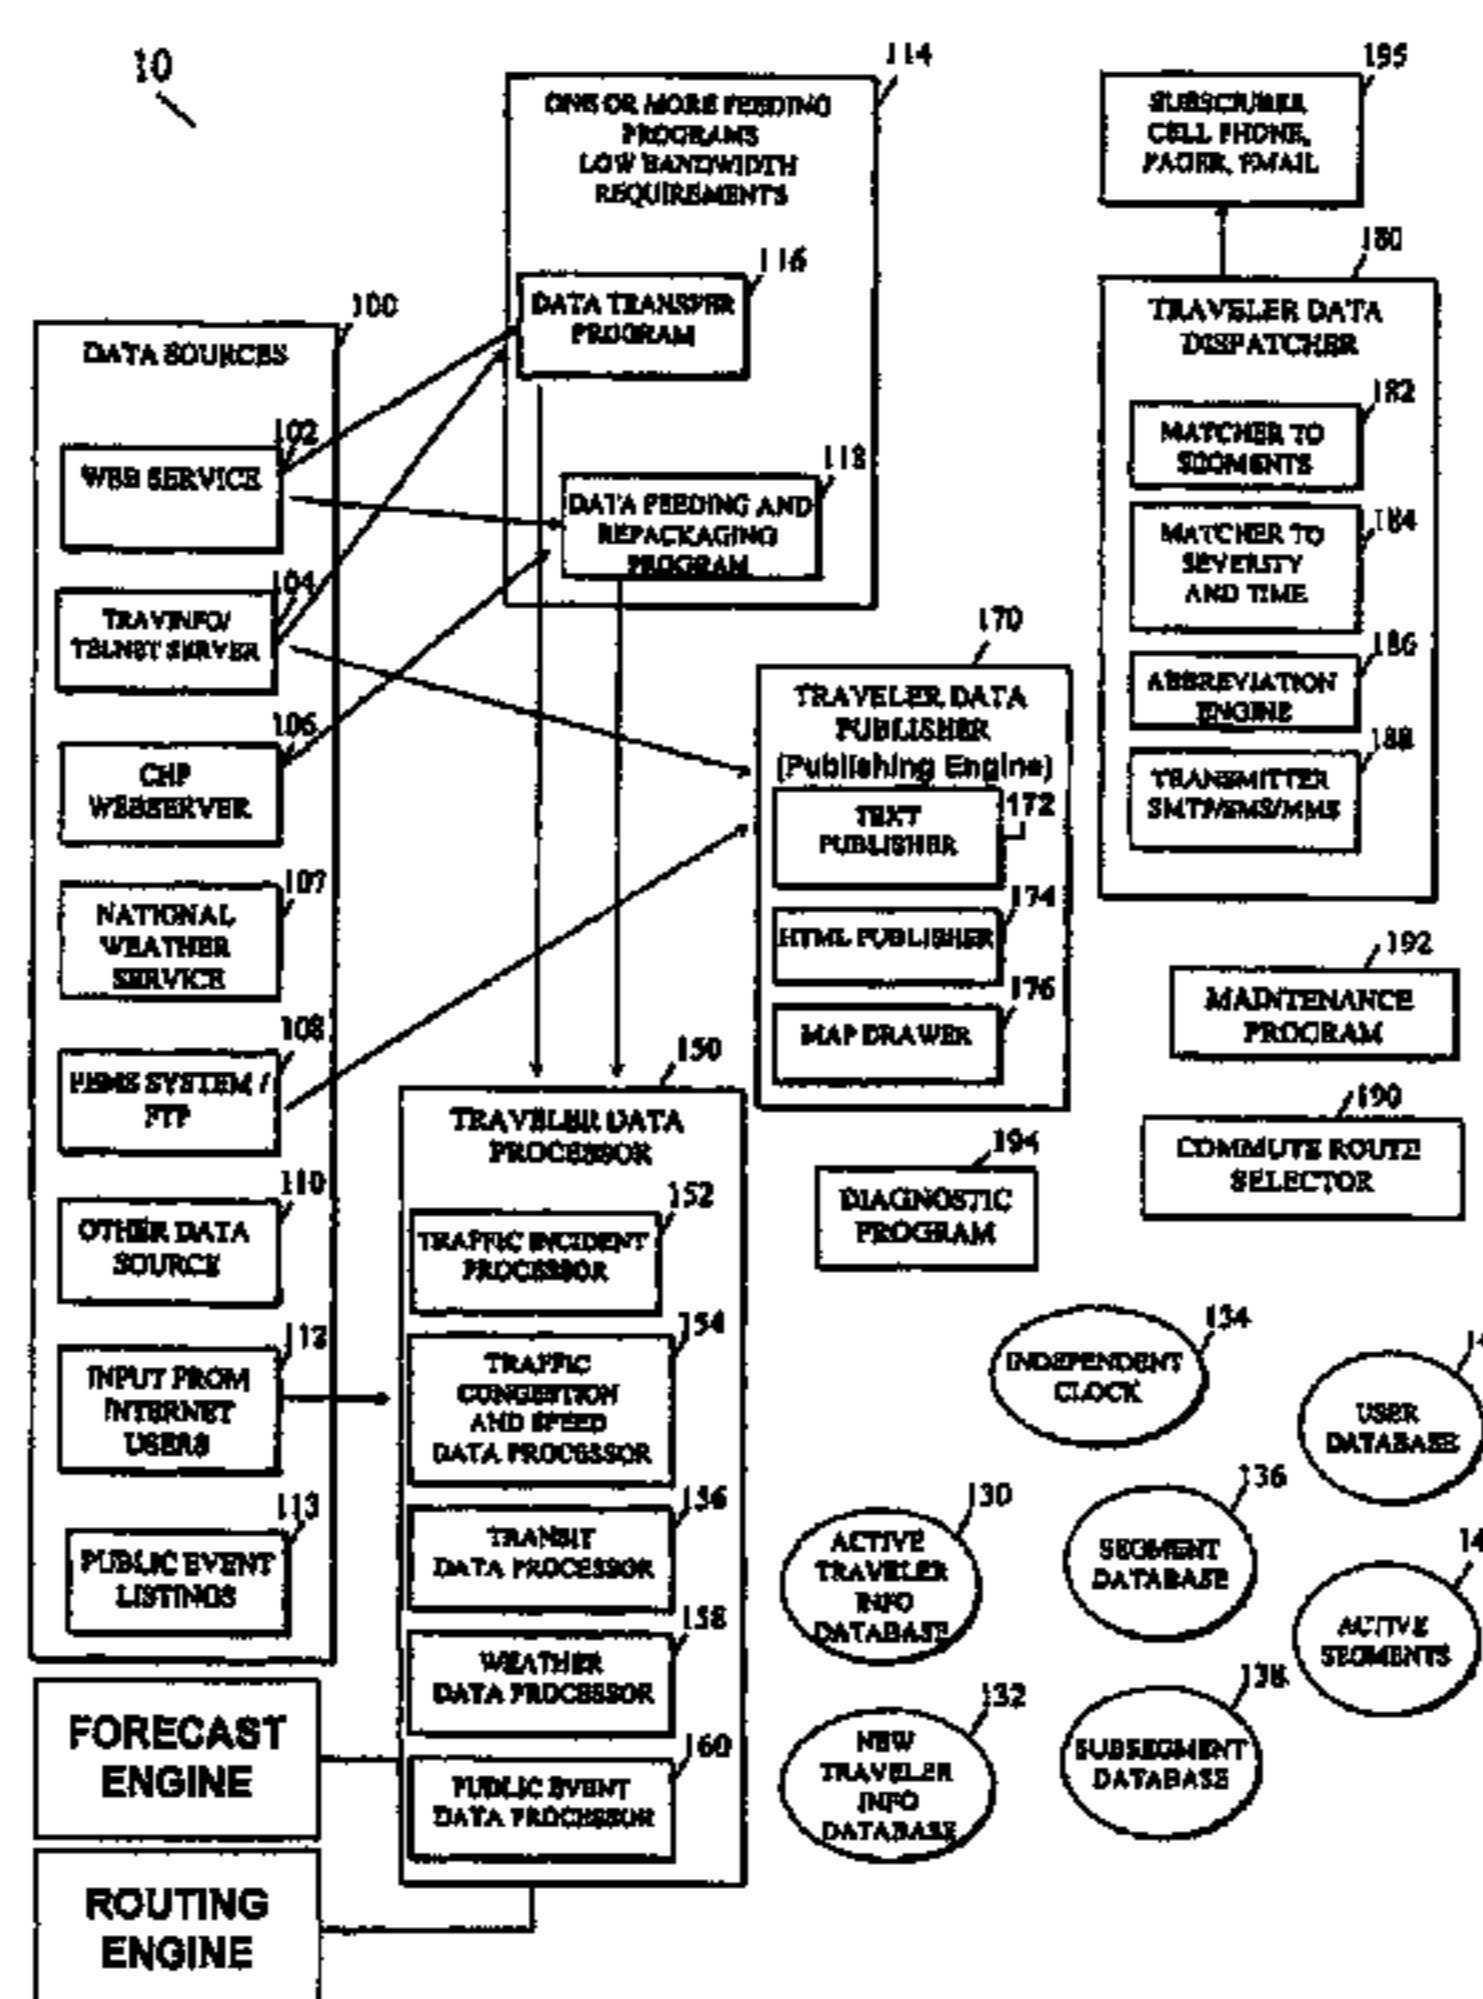 10
114
ONE OR MORE FEEDING
PROGRAMS
LOW BANDWIDTH
REQUIREMENTS
116
DATA TRANSFER
PROGRAM
118
DATA FEEDING AND
REPACKAGING
PROGRAM
100
DATA SOURCES
102
WEB SERVICE
104
TRAVINFO/
TELNET SERVER
106
CHP
WEBSERVER
107
NATIONAL
WEATHER
SERVICE
108
PEMS SYSTEM /
FTP
110
OTHER DATA
SOURCE
112
INPUT FROM
INTERNET
USERS
113
PUBLIC EVENT
LISTINGS
FORECAST
ENGINE
ROUTING
ENGINE
150
TRAVELER DATA
PROCESSOR
152
TRAFFIC INCIDENT
PROCESSOR
154
TRAFFIC
CONGESTION
AND SPEED
DATA PROCESSOR
156
TRANSIT
DATA PROCESSOR
158
WEATHER
DATA PROCESSOR
160
PUBLIC EVENT
DATA PROCESSOR
170
TRAVELER DATA
PUBLISHER
(Publishing Engine)
172
TEXT
PUBLISHER
174
HTML PUBLISHER
176
MAP DRAWER
195
SUBSCRIBER
CELL PHONE,
PAGER, EMAIL
180
TRAVELER DATA
DISPATCHER
182
MATCHER TO
SEGMENTS
184
MATCHER TO
SEVERITY
AND TIME
186
ABBREVIATION
ENGINE
188
TRANSMITTER
SMTP/SMS/MMS
192
MAINTENANCE
PROGRAM
190
COMMUTE ROUTE
SELECTOR
194
DIAGNOSTIC
PROGRAM
134
INDEPENDENT
CLOCK
USER
DATABASE
130
ACTIVE
TRAVELER
INFO
DATABASE
136
SEGMENT
DATABASE
ACTIVE
SEGMENTS
132
NEW
TRAVELER
INFO
DATABASE
138
SUBSEGMENT
DATABASE